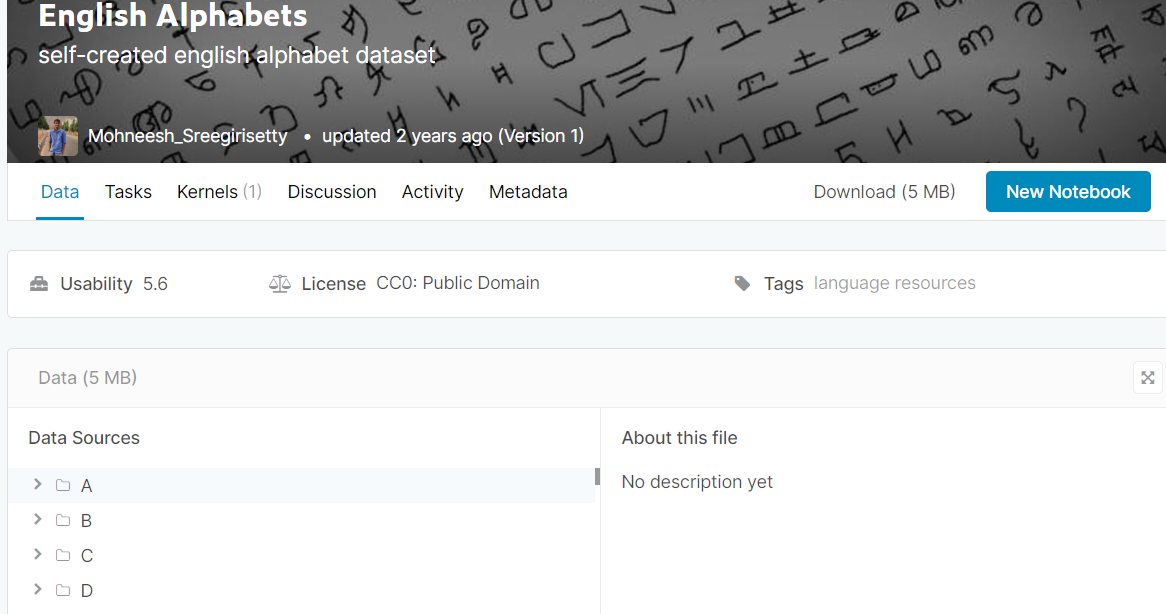 English Alphabets
self-created english alphabet dataset
Mohneesh_Sreegirisetty • updated 2 years ago (Version 1)
Data Tasks Kernels (1) Discussion Activity Metadata Download (5 MB) New Notebook
Usability 5.6 License CC0: Public Domain Tags language resources
Data (5 MB)
Data Sources
About this file
A
No description yet
B
C
D